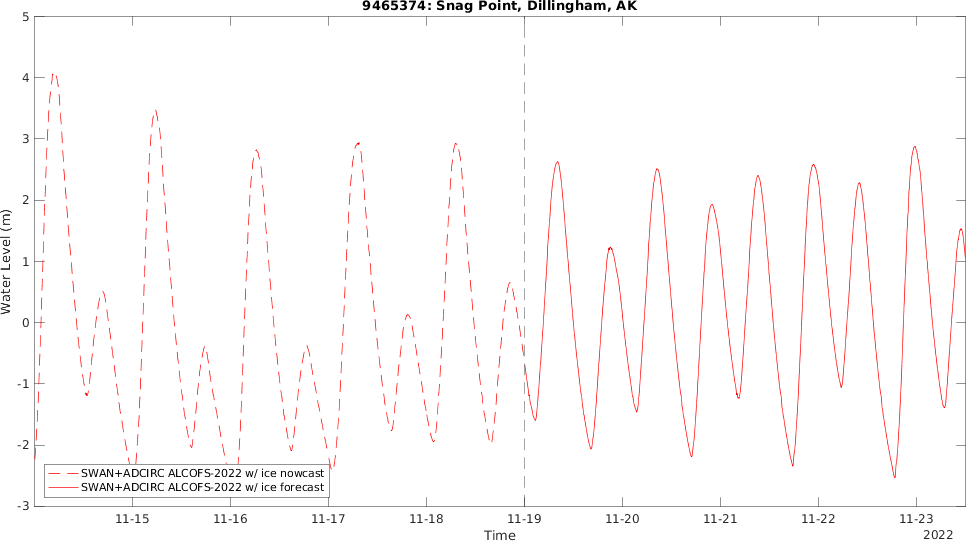 9465374: Snag Point, Dillingham, AK
5
4
3
2
1
0
-1
-2
-3
Water Level (m)
SWAN+ADCIRC ALCOFS-2022 w/ ice nowcast
SWAN+ADCIRC ALCOFS-2022 w/ ice forecast
11-15 11-16 11-17 11-18 11-19 11-20 11-21 11-22 11-23
Time
2022